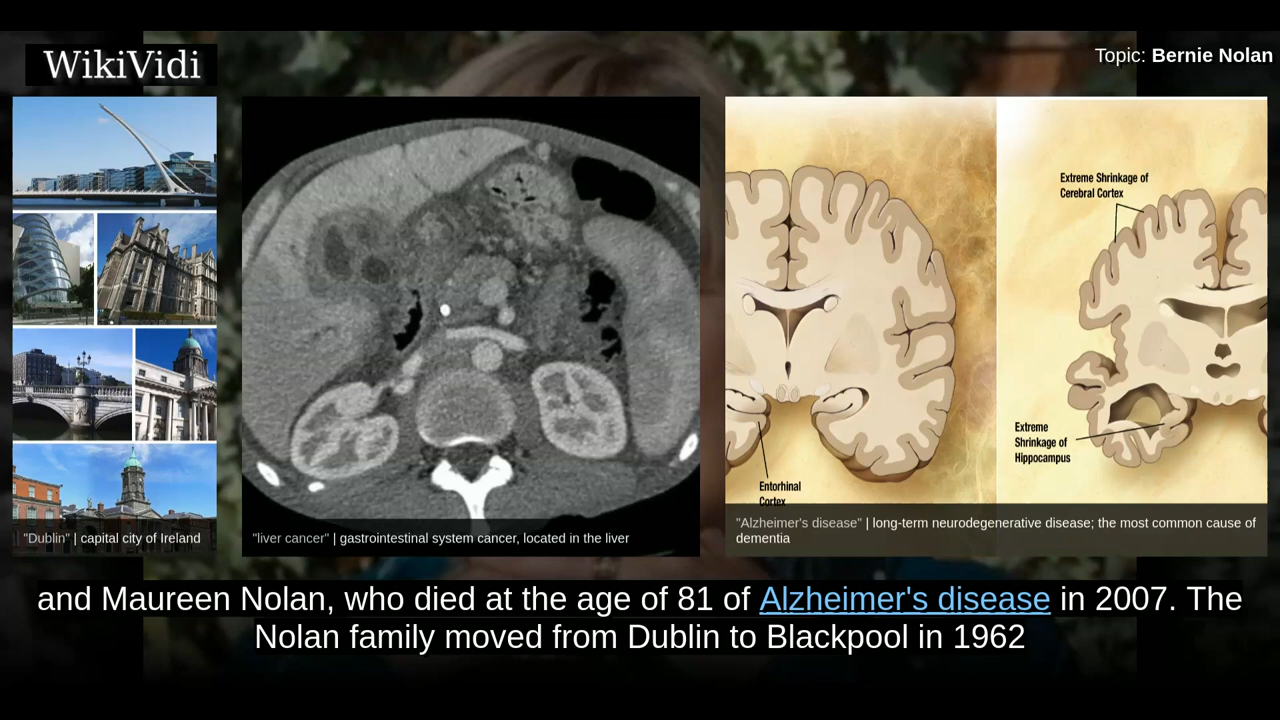 WikiVidi
Topic: Bernie Nolan
Extreme Shrinkage of
Cerebral Cortex
Extreme
Shrinkage of
Hippocampus
Entorhinal
Cortex
"Dublin" | capital city of Ireland
"liver cancer" | gastrointestinal system cancer, located in the liver
"Alzheimer's disease" | long-term neurodegenerative disease; the most common cause of
dementia
and Maureen Nolan, who died at the age of 81 of Alzheimer's disease in 2007. The
Nolan family moved from Dublin to Blackpool in 1962